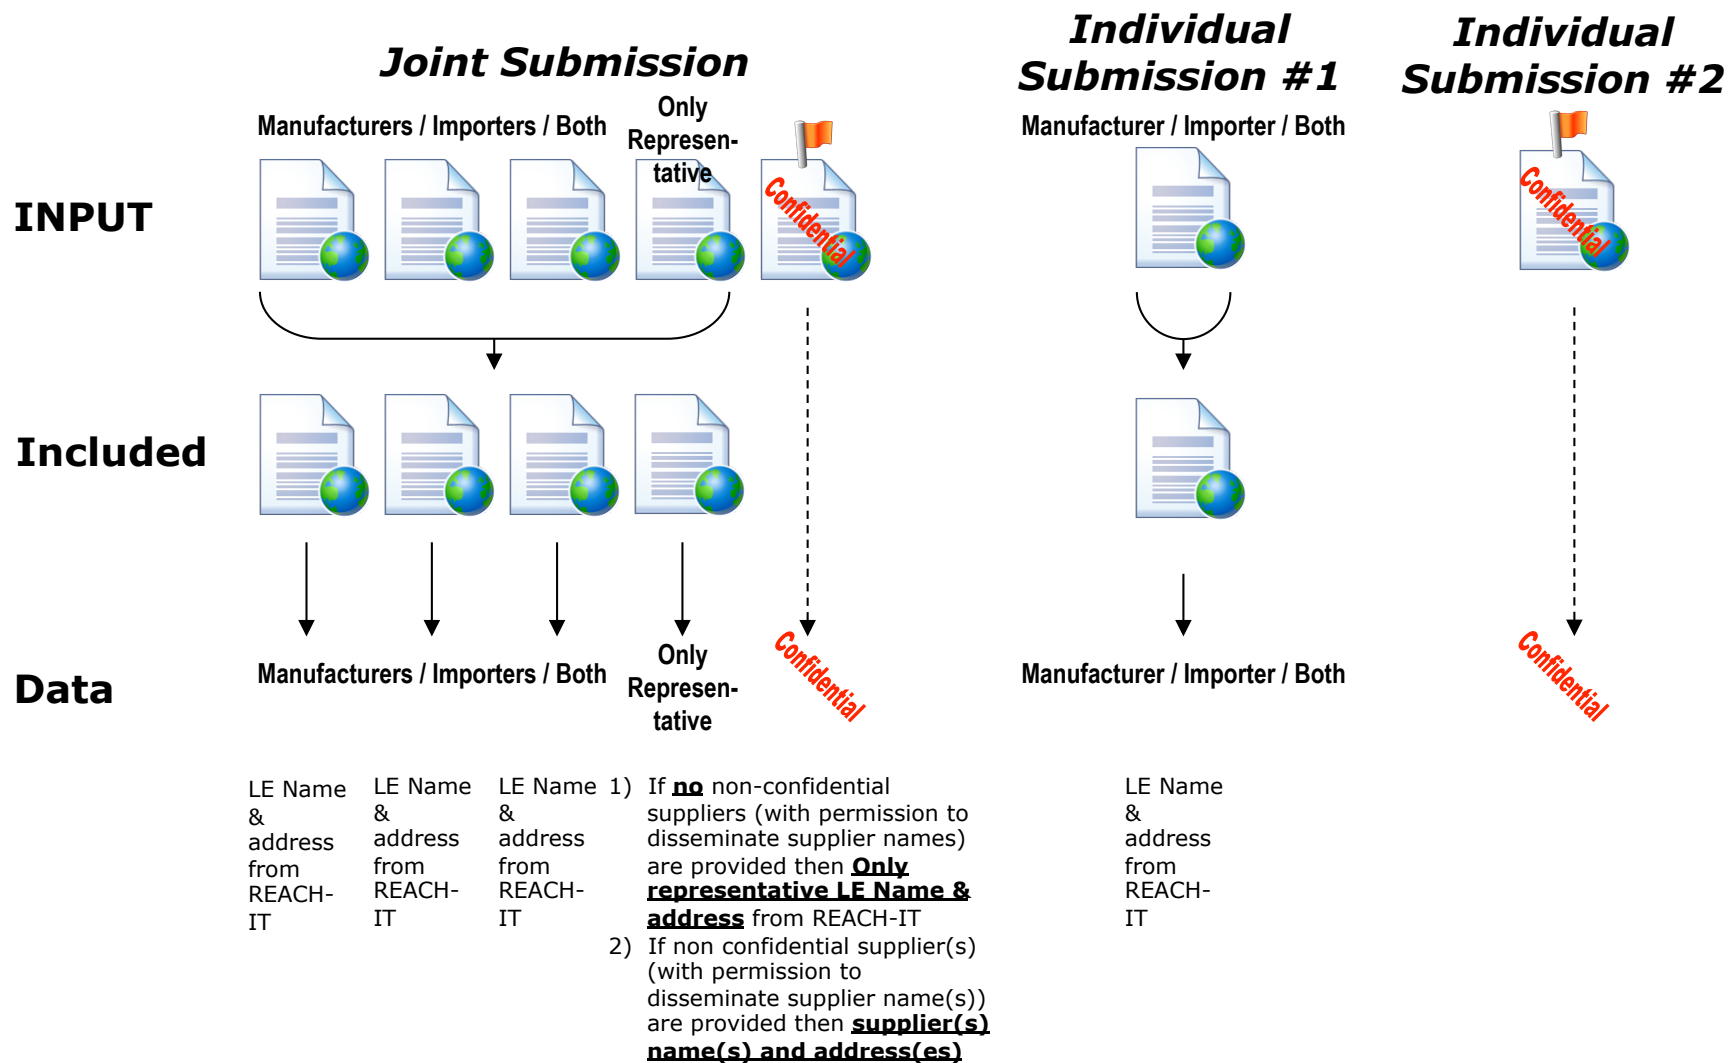 Joint Submission
Individual
Submission #1
Individual
Submission #2
Manufacturers / Importers / Both
Only
Represen-
tative
Manufacturer / Importer / Both
INPUT
Confidential
Confidential
Included
Data
Manufacturers / Importers / Both
Only
Represen-
tative
Confidential
Manufacturer / Importer / Both
Confidential
LE Name
&
address
from
REACH-
IT
LE Name
&
address
from
REACH-
IT
LE Name
&
address
from
REACH-
IT
1) If no non-confidential
suppliers (with permission to
disseminate supplier names)
are provided then Only
representative LE Name &
address from REACH-IT
2) If non confidential supplier(s)
(with permission to
disseminate supplier name(s))
are provided then supplier(s)
name(s) and address(es)
LE Name
&
address
from
REACH-
IT